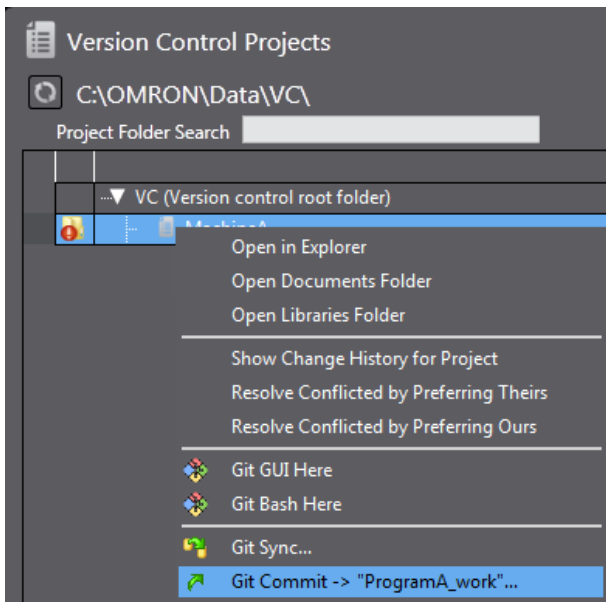 Version Control Projects
C:\OMRON\Data\VC\
Project Folder Search
VC (Version control root folder)
MachineA
Open in Explorer
Open Documents Folder
Open Libraries Folder
Show Change History for Project
Resolve Conflicted by Preferring Theirs
Resolve Conflicted by Preferring Ours
Git GUI Here
Git Bash Here
Git Sync...
Git Commit -> "ProgramA_work"...